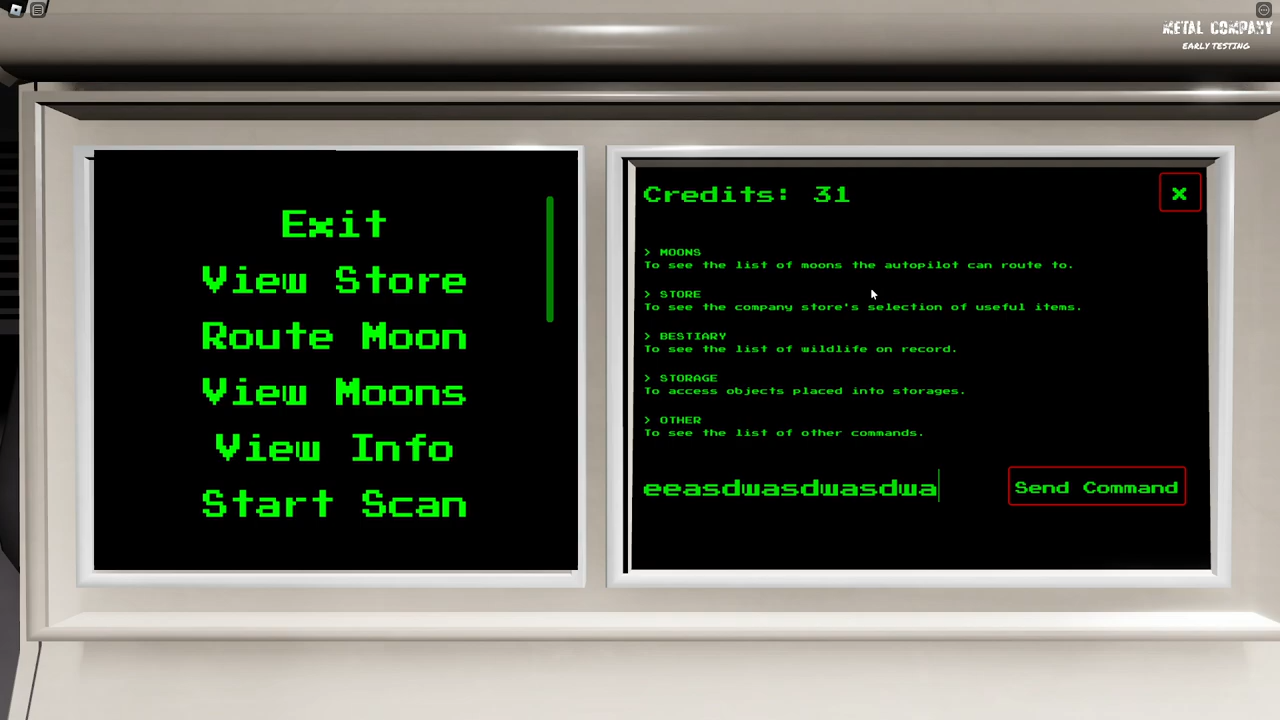 METAL COMPANY
EARLY TESTING
Exit
View Store
Route Moon
View Moons
View Info
Start Scan
Credits: 31
x
> MOONS
To see the list of moons the autopilot can route to.
> STORE
To see the company store's selection of useful items.
> BESTIARY
To see the list of wildlife on record.
> STORAGE
To access objects placed into storages.
> OTHER
To see the list of other commands.
eeasdwasdwasdwa
Send Command